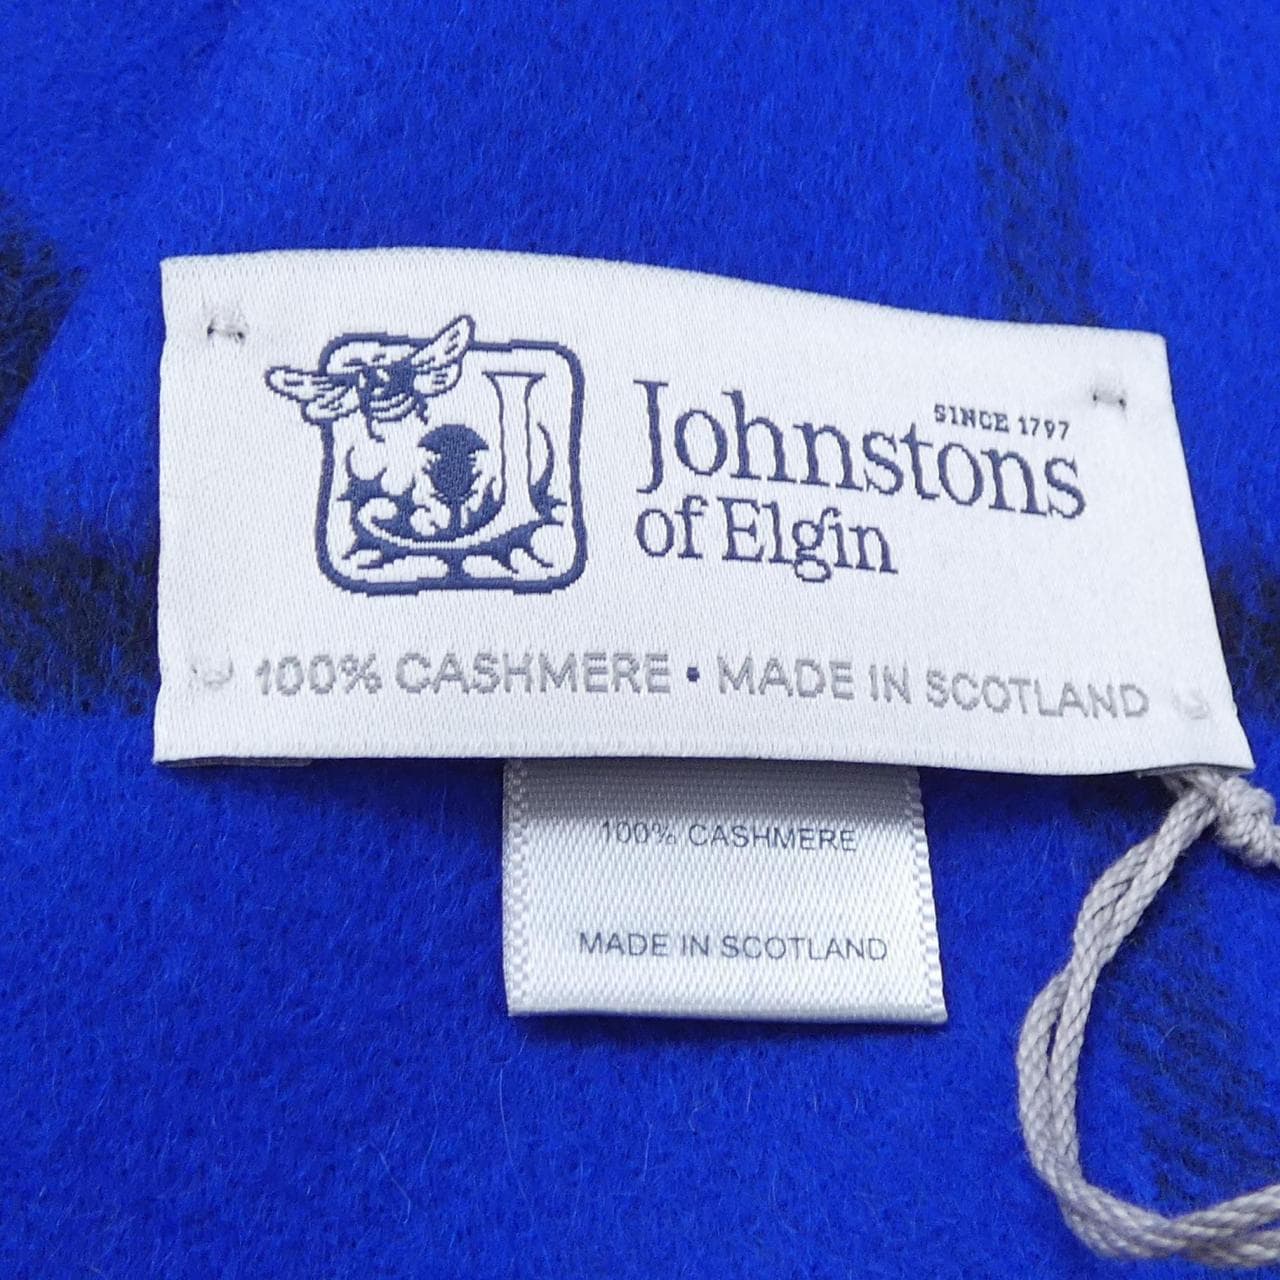 SINCE 1797
Johnstons
of Elgin
100% CASHMERE • MADE IN SCOTLAND
100% CASHMERE
MADE IN SCOTLAND